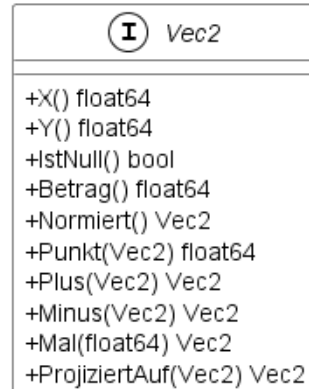 I Vec2
+X() float64
+Y() float64
+IstNull() bool
+Betrag() float64
+Normiert() Vec2
+Punkt(Vec2) float64
+Plus(Vec2) Vec2
+Minus(Vec2) Vec2
+Mal(float64) Vec2
+ProjiziertAuf(Vec2) Vec2